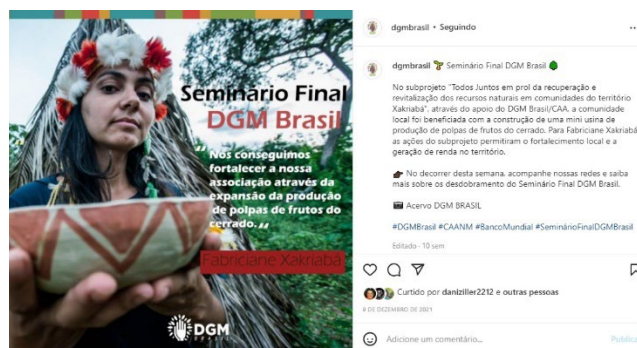 Seminário Final
DGM Brasil
“Nós conseguimos
fortalecer a nossa
associação através da
expansão da produção
de polpas de frutos do
cerrado.„
Fabriciane Xakriabá
DGM
BRASIL
dgmbrasil • Seguindo
dgmbrasil Seminário Final DGM Brasil
No subprojeto "Todos Juntos em prol da recuperação e
revitalização dos recursos naturais em comunidades do território
Xakriabá", através do apoio do DGM Brasil/CAA, a comunidade
local foi beneficiada com a construção de uma mini usina de
produção de polpas de frutos do cerrado. Para Fabriciane Xakriabá
as ações do subprojeto permitiram o fortalecimento local e a
geração de renda no território.
No decorrer desta semana, acompanhe nossas redes e saiba
mais sobre os desdobramento do Seminário Final DGM Brasil.
Acervo DGM BRASIL
#DGMBrasil #CAANM #BancoMundial #SeminárioFinalDGMBrasil
Editado · 10 sem
Curtido por daniziller2212 e outras pessoas
8 DE DEZEMBRO DE 2021
Adicione um comentário...
Publicar